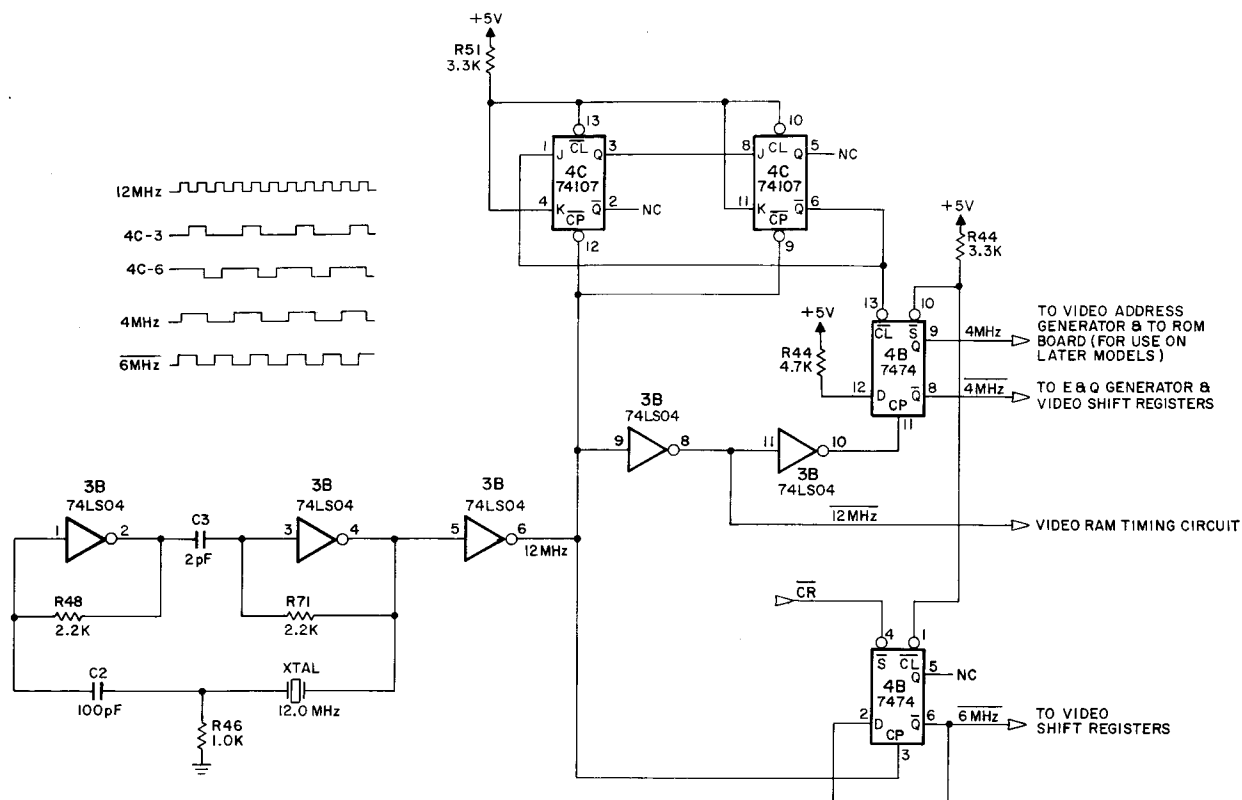 +5V
R51
3.3K
13
10
1
J
CL
Q
3
8
J
CL
Q
5
NC
4C
74107
4C
74107
4
K
CP
Q
2
NC
11
K
CP
Q
6
12
9
12MHz
4C-3
4C-6
4MHz
6MHz
+5V
R44
3.3K
13
10
+5V
R44
4.7K
CL
S
Q
9
4MHz
TO VIDEO ADDRESS
GENERATOR & TO ROM
BOARD (FOR USE ON
LATER MODELS)
4B
7474
12
D
CP
Q
8
4MHz
TO E & Q GENERATOR &
VIDEO SHIFT REGISTERS
11
3B
74LS04
9
8
11
10
3B
74LS04
12MHz
VIDEO RAM TIMING CIRCUIT
3B
74LS04
1
2
C3
2pF
3B
74LS04
3
4
3B
74LS04
5
6
12MHz
R48
2.2K
R71
2.2K
C2
100pF
XTAL
12.0MHz
R46
1.0K
CR
4
1
S
CL
Q
5
NC
4B
7474
2
D
CP
Q
6
6MHz
TO VIDEO
SHIFT REGISTERS
3